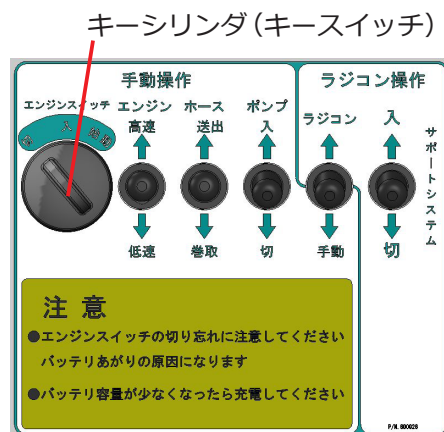 キーシリンダ(キースイッチ)
手動操作
ラジコン操作
エンジンスイッチ
切 入 始動
エンジン
高速
低速
ホース
送出
巻取
ポンプ
入
切
ラジコン
手動
入
切
サポートシステム
注意
●エンジンスイッチの切り忘れに注意してください
バッテリあがりの原因になります
●バッテリ容量が少なくなったら充電してください
P/N. 600026